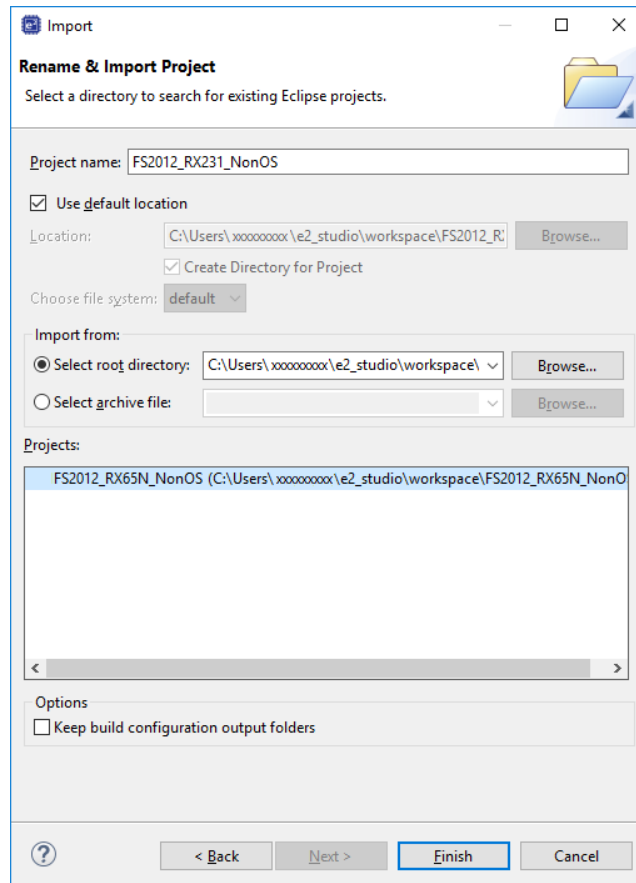 Import
Rename & Import Project
Select a directory to search for existing Eclipse projects.
Project name: FS2012_RX231_NonOS
Use default location
Location: C:\Users\ xxxxxxxx \e2_studio\workspace\FS2012_R Browse...
Create Directory for Project
Choose file system: default
Import from:
Select root directory: C:\Users\ xxxxxxxxx\e2_studio\workspace\ Browse...
Select archive file: Browse...
Projects:
FS2012_RX65N_NonOS (C:\Users\ xxxxxxxxx\e2_studio\workspace\FS2012_RX65N_NonO
Options
Keep build configuration output folders
? < Back Next > Finish Cancel